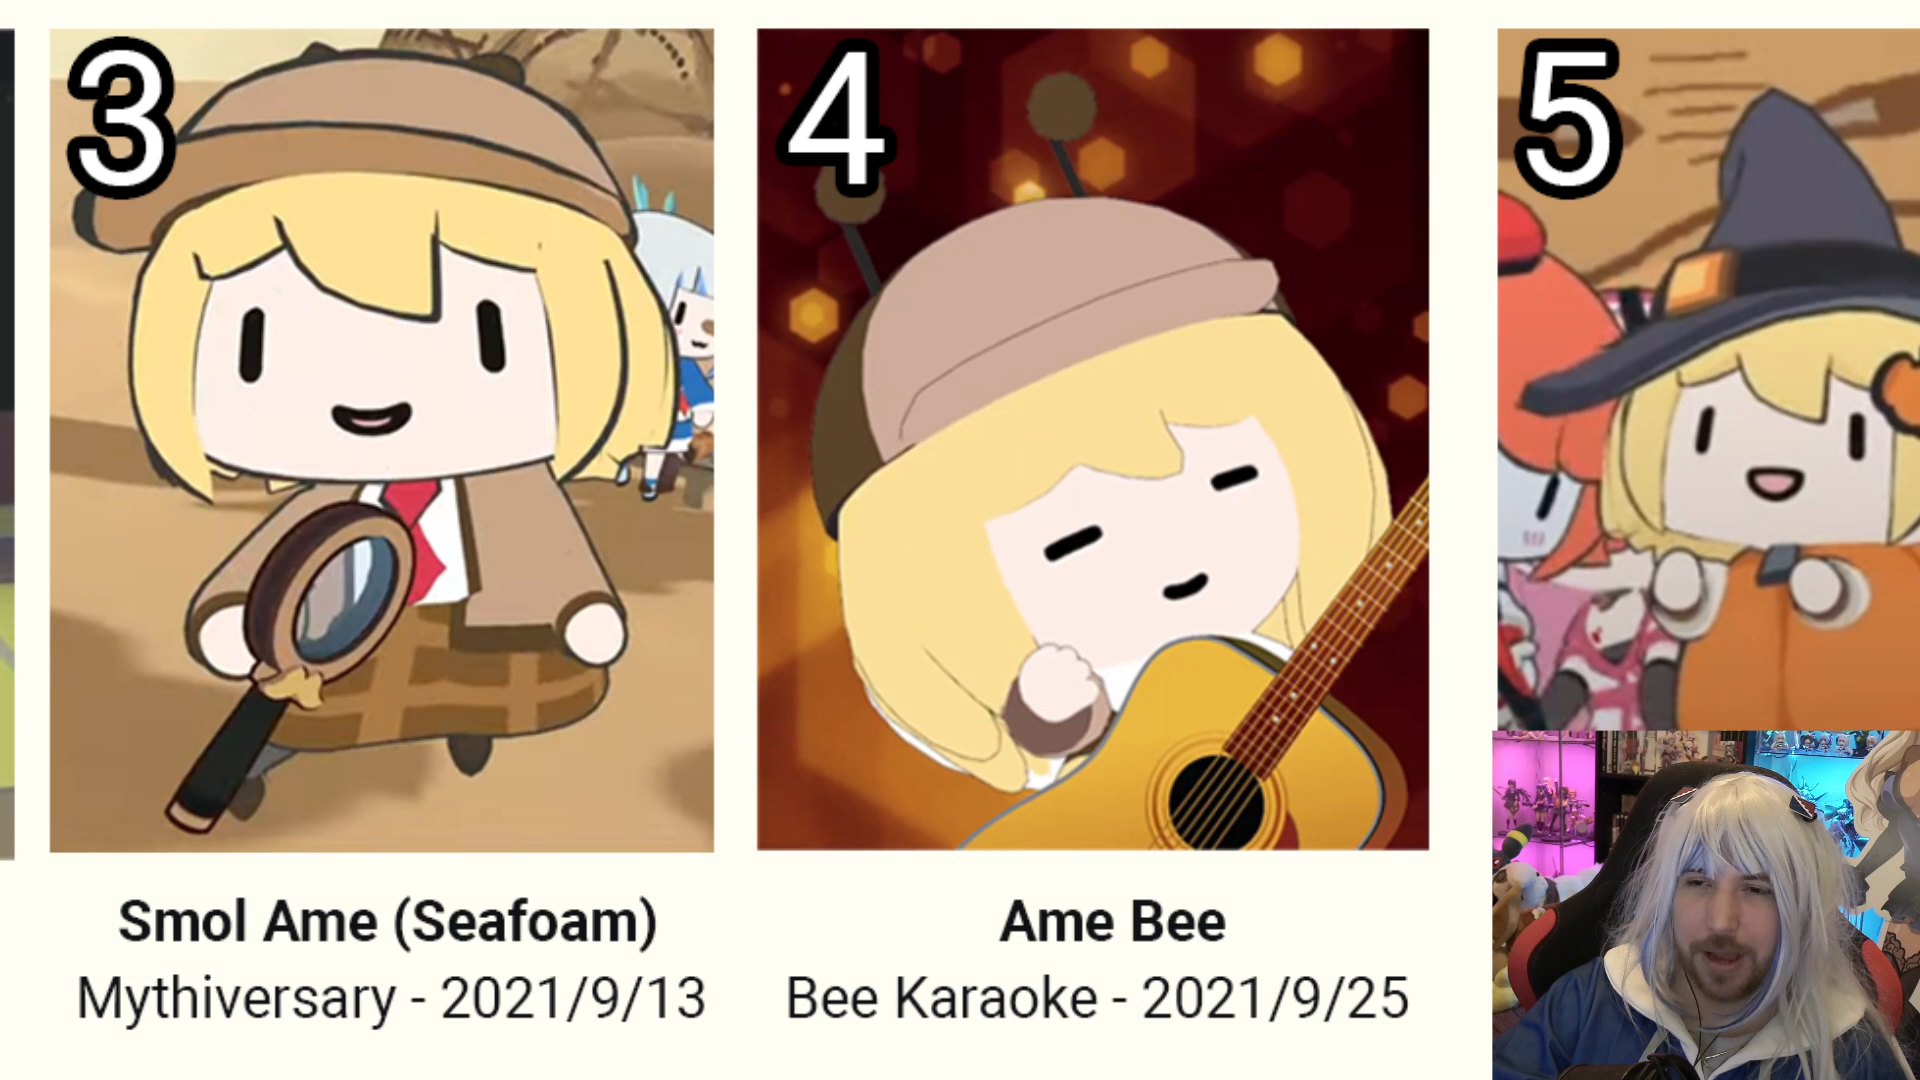 3
4
5
Smol Ame (Seafoam)
Mythiversary - 2021/9/13
Ame Bee
Bee Karaoke - 2021/9/25